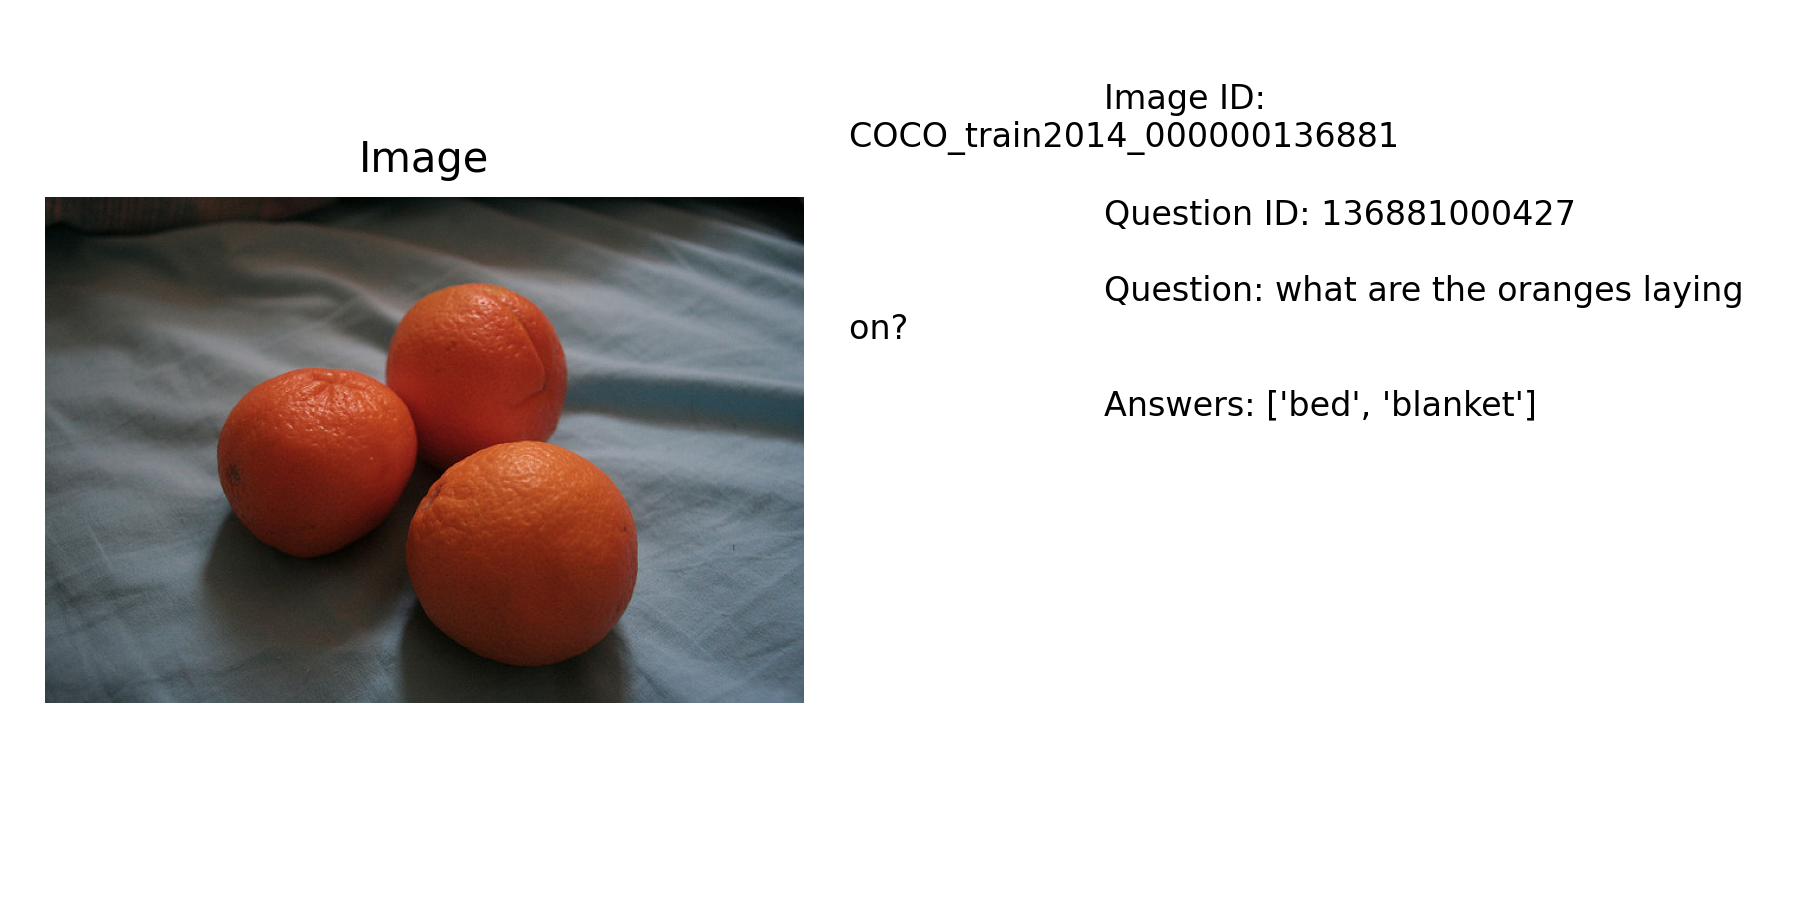 Image
Image ID:
COCO_train2014_000000136881
Question ID: 136881000427
Question: what are the oranges laying
on?
Answers: ['bed', 'blanket']